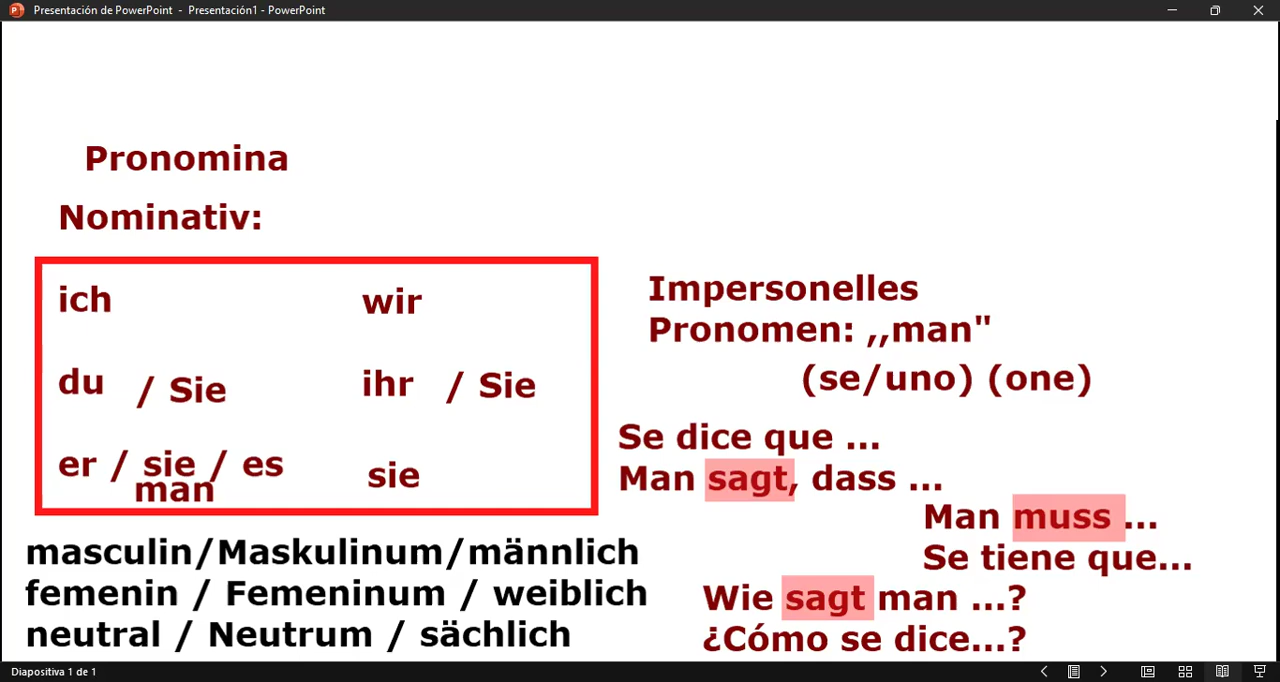 Presentación de PowerPoint - Presentación1 - PowerPoint
Pronomina
Nominativ:
ich wir
du / Sie ihr / Sie
er / sie / es sie
man
masculin/Maskulinum/männlich
femenin / Femeninum / weiblich
neutral / Neutrum / sächlich
Impersonelles
Pronomen: ,,man"
(se/uno) (one)
Se dice que ...
Man sagt, dass ...
Man muss ...
Se tiene que...
Wie sagt man ...?
¿Cómo se dice...?
Diapositiva 1 de 1